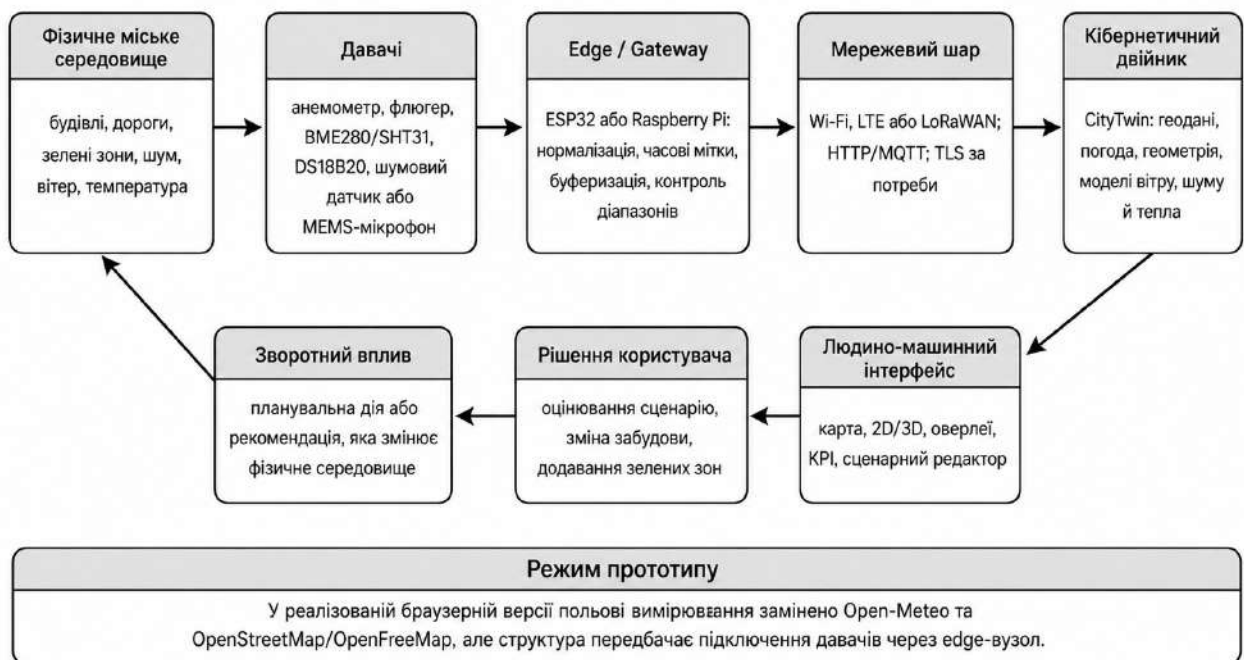 Фізичне міське
середовище
будівлі, дороги,
зелені зони, шум,
вітер, температура
Давачі
анемометр, флюгер,
BME280/SHT31,
DS18B20, шумовий
датчик або
MEMS-мікрофон
Edge / Gateway
ESP32 або Raspberry Pi:
нормалізація, часові мітки,
буферизація, контроль
діапазонів
Мережевий шар
Wi-Fi, LTE або LoRaWAN;
HTTP/MQTT; TLS за
потреби
Кібернетичний
двійник
CityTwin: геодані,
погода, геометрія,
моделі вітру, шуму
й тепла
Людино-машинний
інтерфейс
карта, 2D/3D, оверлеї,
KPI, сценарний редактор
Рішення користувача
оцінювання сценарію,
зміна забудови,
додавання зелених зон
Зворотний вплив
планувальна дія або
рекомендація, яка змінює
фізичне середовище
Режим прототипу
У реалізованій браузерній версії польові вимірювання замінено Open-Meteo та
OpenStreetMap/OpenFreeMap, але структура передбачає підключення давачів через edge-вузол.